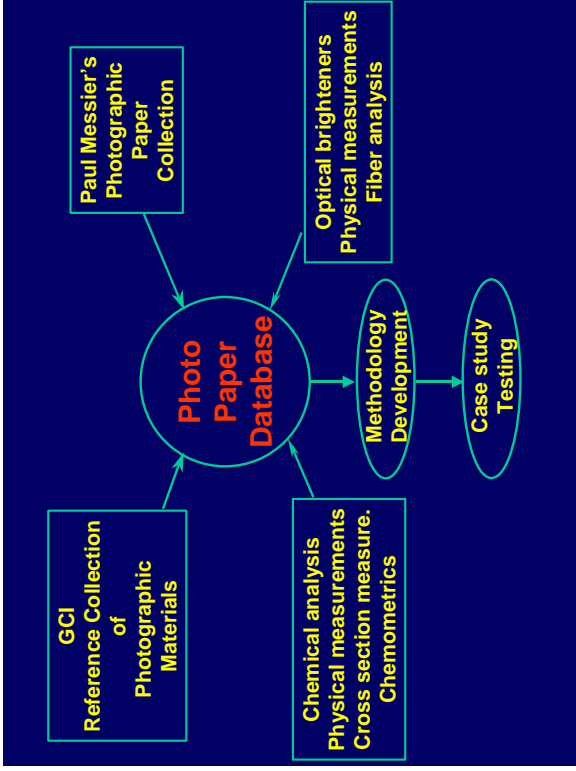 GCI
Reference Collection
of
Photographic
Materials
Paul Messier's
Photographic
Paper
Collection
Photo
Paper
Database
Chemical analysis
Physical measurements
Cross section measure.
Chemometrics
Optical brighteners
Physical measurements
Fiber analysis
Methodology
Development
Case study
Testing